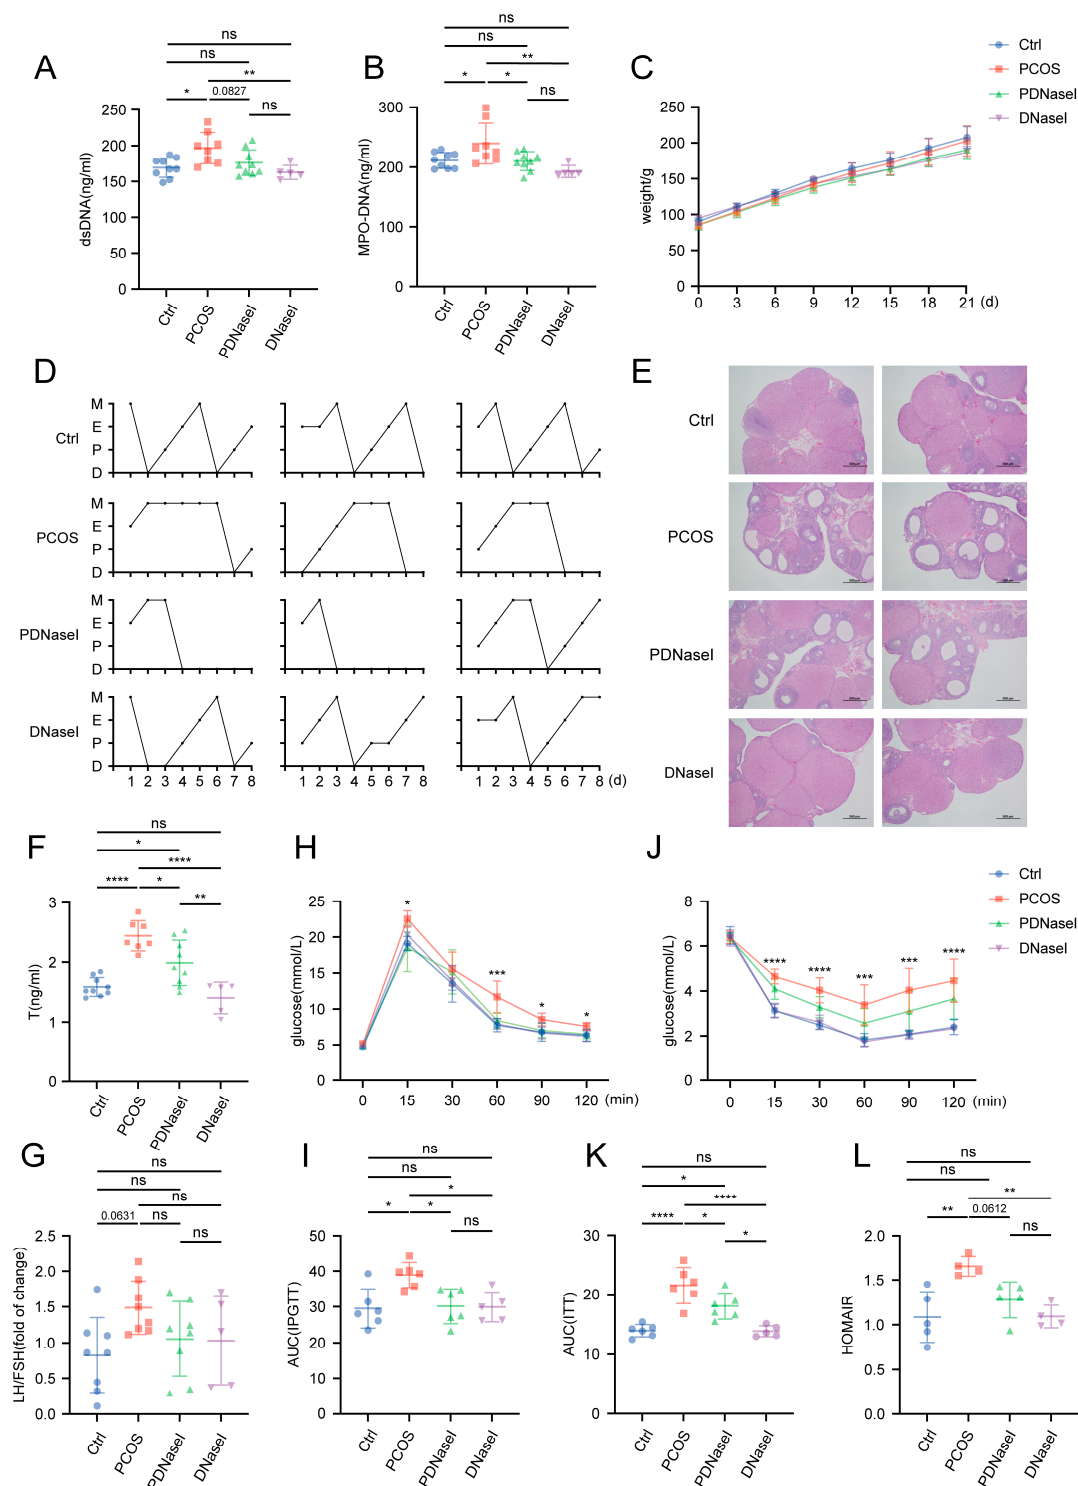 A
ns
ns
**
*
0.0827
ns
dsDNA(ng/ml)
250
200
150
100
50
0
Ctrl
PCOS
PDNaseI
DNaseI
B
ns
ns
**
*
*
ns
MPO-DNA(ng/ml)
300
200
100
0
Ctrl
PCOS
PDNaseI
DNaseI
C
weight/g
250
200
150
100
50
0
0 3 6 9 12 15 18 21 (d)
Ctrl
PCOS
PDNaseI
DNaseI
D
Ctrl
M
E
P
D
PCOS
M
E
P
D
PDNaseI
M
E
P
D
DNaseI
M
E
P
D
1 2 3 4 5 6 7 8
1 2 3 4 5 6 7 8 (d)
1 2 3 4 5 6 7 8
E
Ctrl
PCOS
PDNaseI
DNaseI
F
ns
*
****
****
*
**
T(ng/ml)
3
2
1
0
Ctrl
PCOS
PDNaseI
DNaseI
H
glucose(mmol/L)
25
20
15
10
5
0
*
***
*
*
0 15 30 60 90 120 (min)
J
glucose(mmol/L)
8
6
4
2
0
****
****
***
***
****
0 15 30 60 90 120 (min)
Ctrl
PCOS
PDNaseI
DNaseI
G
ns
ns
ns
0.0631
ns
ns
LH/FSH(fold of change)
2.5
2.0
1.5
1.0
0.5
0.0
Ctrl
PCOS
PDNaseI
DNaseI
I
ns
ns
*
*
*
ns
AUC(IPGTT)
50
40
30
20
10
0
Ctrl
PCOS
PDNaseI
DNaseI
K
ns
*
****
****
*
*
AUC(ITT)
30
20
10
0
Ctrl
PCOS
PDNaseI
DNaseI
L
ns
ns
**
**
0.0612
ns
HOMAIR
2.0
1.5
1.0
0.5
0.0
Ctrl
PCOS
PDNaseI
DNaseI